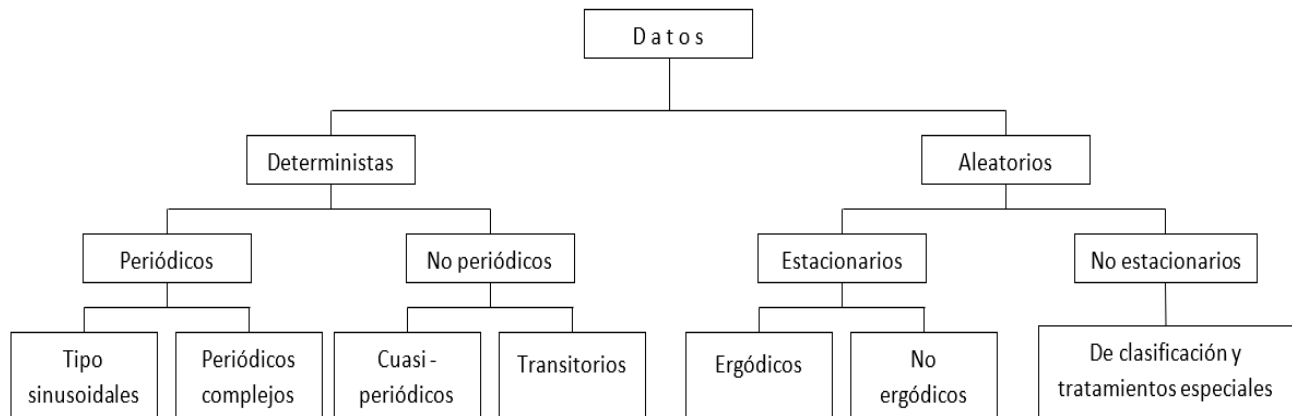 Datos
Deterministas
Aleatorios
Periódicos
No periódicos
Estacionarios
No estacionarios
Tipo
sinusoidales
Periódicos
complejos
Cuasi-
periódicos
Transitorios
Ergódicos
No
ergódicos
De clasificación y
tratamientos especiales